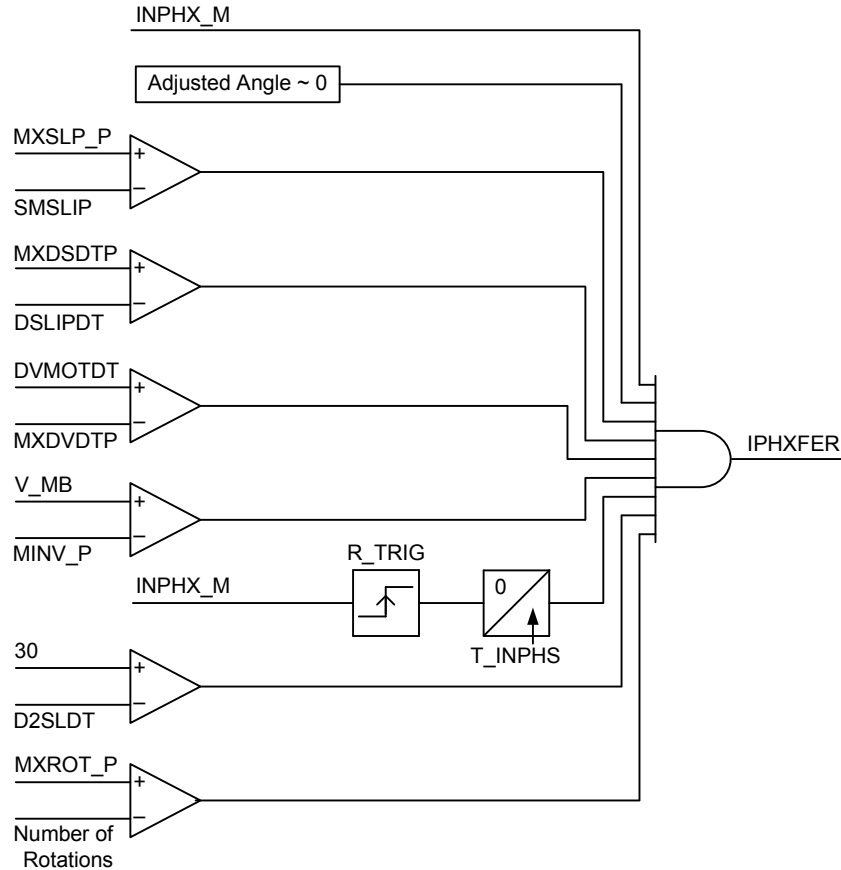 INPHX_M
Adjusted Angle ~ 0
MXSLP_P
+
−
SMSLIP
MXDSDTP
+
−
DSLIPDT
DVMOTDT
+
−
MXDVDTP
IPHXFER
V_MB
+
−
MINV_P
R_TRIG
INPHX_M
0
T_INPHS
30
+
−
D2SLDT
MXROT_P
+
−
Number of
Rotations